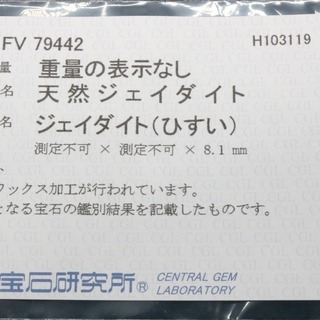 FV 79442 H103119
量 重量の表示なし
名 天然ジェイダイト
名 ジェイダイト(ひすい)
測定不可 × 測定不可 × 8.1 mm
、
ックス加工が行われています。
なる宝石の鑑別結果を記載したものです。
宝石研究所® CENTRAL GEM
LABORATORY